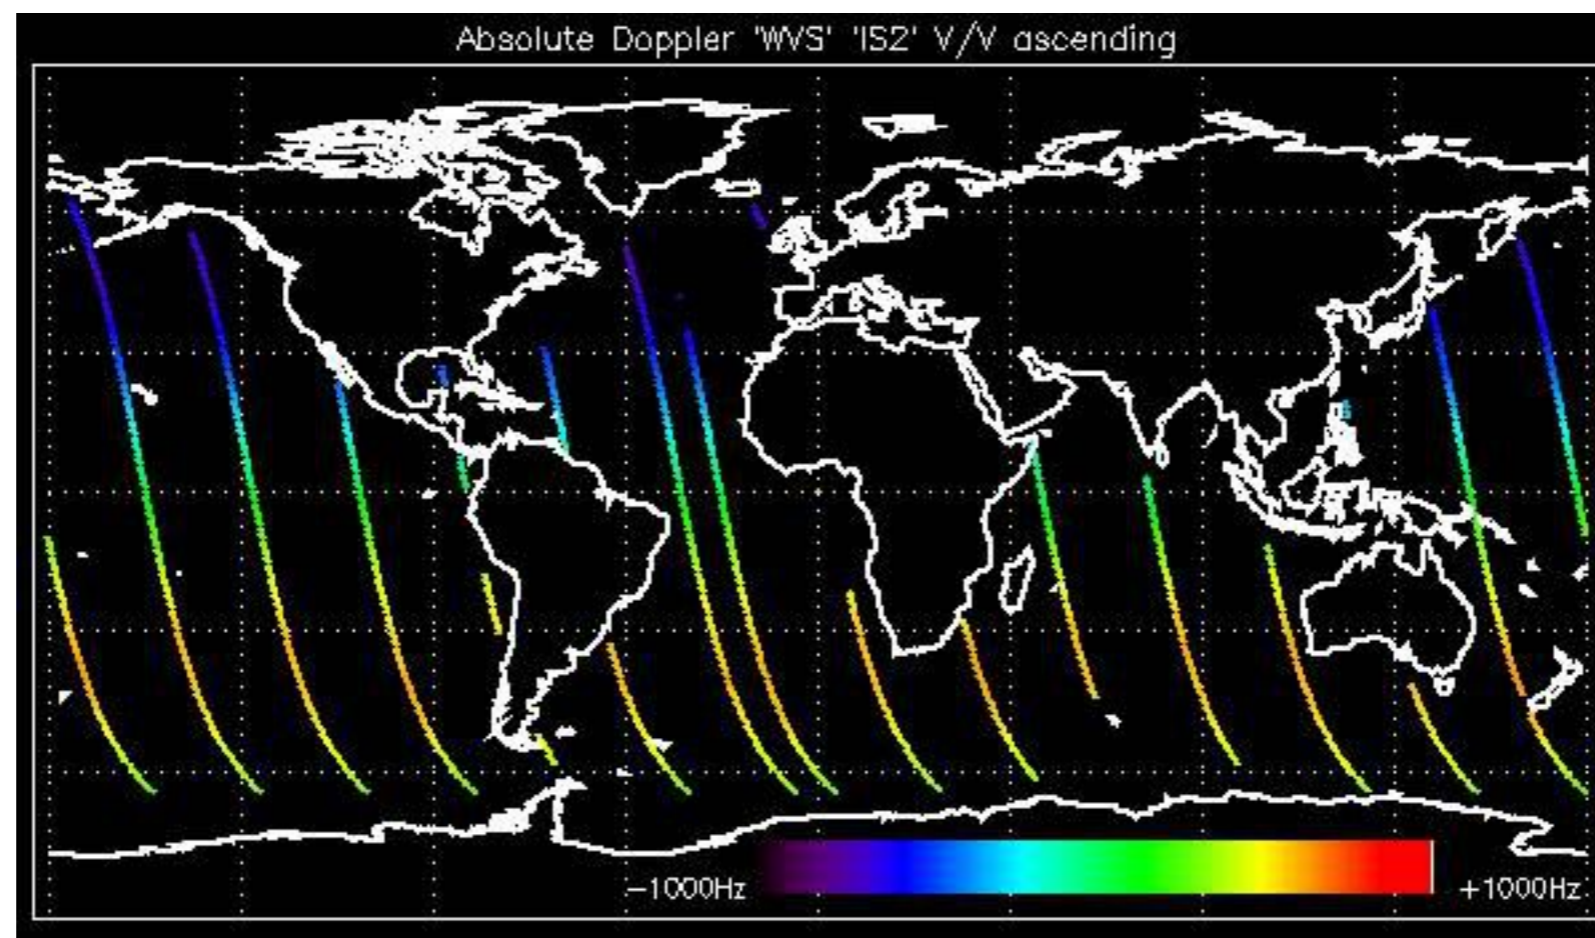 Absolute Doppler 'WVS' 'IS2' V/V ascending
−1000Hz
+1000Hz